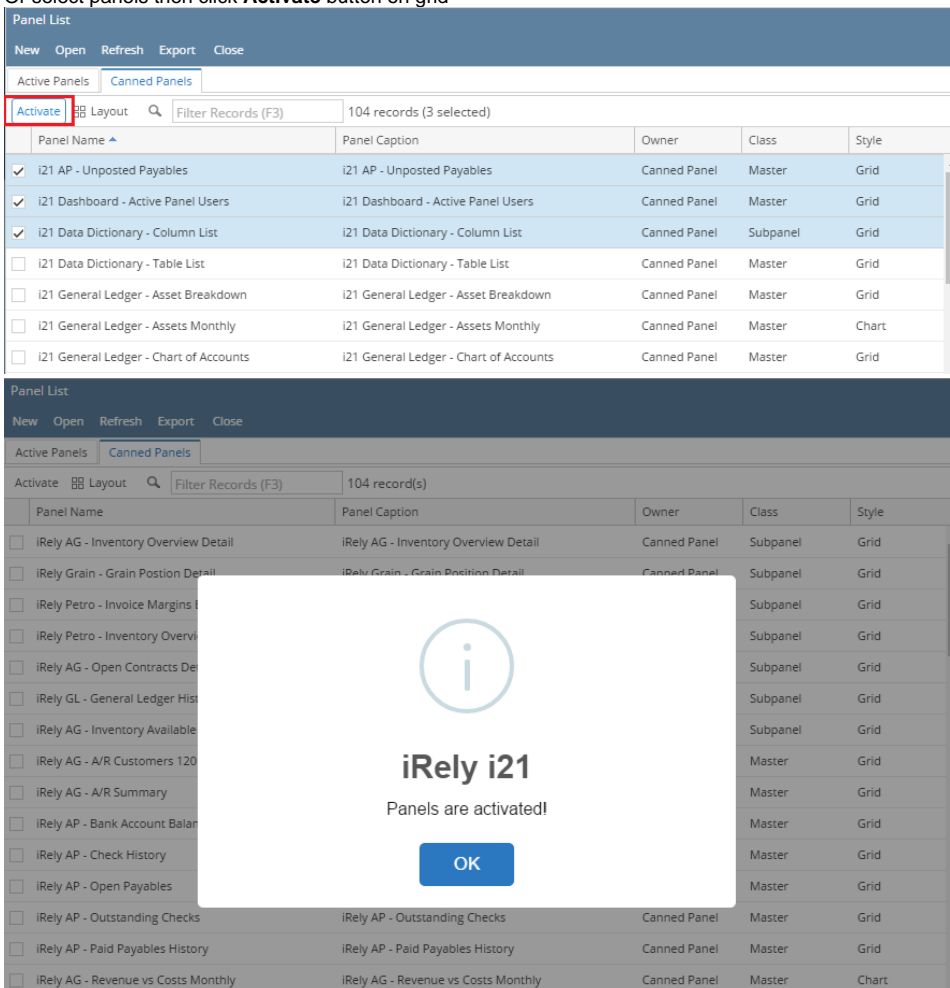 Or select panels then click Activate button on grid
Panel List
New Open Refresh Export Close
Active Panels Canned Panels
Activate Layout Filter Records (F3) 104 records (3 selected)
Panel Name Panel Caption Owner Class Style
i21 AP - Unposted Payables i21 AP - Unposted Payables Canned Panel Master Grid
i21 Dashboard - Active Panel Users i21 Dashboard - Active Panel Users Canned Panel Master Grid
i21 Data Dictionary - Column List i21 Data Dictionary - Column List Canned Panel Subpanel Grid
i21 Data Dictionary - Table List i21 Data Dictionary - Table List Canned Panel Master Grid
i21 General Ledger - Asset Breakdown i21 General Ledger - Asset Breakdown Canned Panel Master Grid
i21 General Ledger - Assets Monthly i21 General Ledger - Assets Monthly Canned Panel Master Chart
i21 General Ledger - Chart of Accounts i21 General Ledger - Chart of Accounts Canned Panel Master Grid
Panel List
New Open Refresh Export Close
Active Panels Canned Panels
Activate Layout Filter Records (F3) 104 record(s)
Panel Name Panel Caption Owner Class Style
iRely AG - Inventory Overview Detail iRely AG - Inventory Overview Detail Canned Panel Subpanel Grid
iRely Grain - Grain Postion Detail iRely Grain - Grain Position Detail Canned Panel Subpanel Grid
iRely Petro - Invoice Margins Subpanel Grid
iRely Petro - Inventory Overvi Subpanel Grid
iRely AG - Open Contracts De Subpanel Grid
iRely GL - General Ledger Hist Subpanel Grid
iRely AG - Inventory Available Subpanel Grid
iRely AG - A/R Customers 120 Master Grid
iRely AG - A/R Summary Master Grid
iRely AP - Bank Account Balan Master Grid
iRely AP - Check History Master Grid
iRely AP - Open Payables Master Grid
iRely i21
Panels are activated!
OK
iRely AP - Outstanding Checks iRely AP - Outstanding Checks Canned Panel Master Grid
iRely AP - Paid Payables History iRely AP - Paid Payables History Canned Panel Master Grid
iRely AG - Revenue vs Costs Monthly iRely AG - Revenue vs Costs Monthly Canned Panel Master Chart